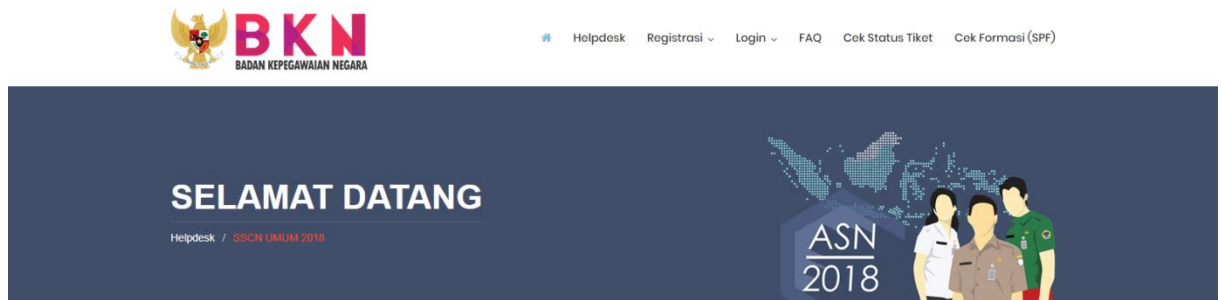 BKN
BADAN KEPEGAWAIAN NEGARA
Helpdesk Registrasi Login FAQ Cek Status Tiket Cek Formasi (SPF)
SELAMAT DATANG
Helpdesk / SSCN UMUM 2018
ASN
2018